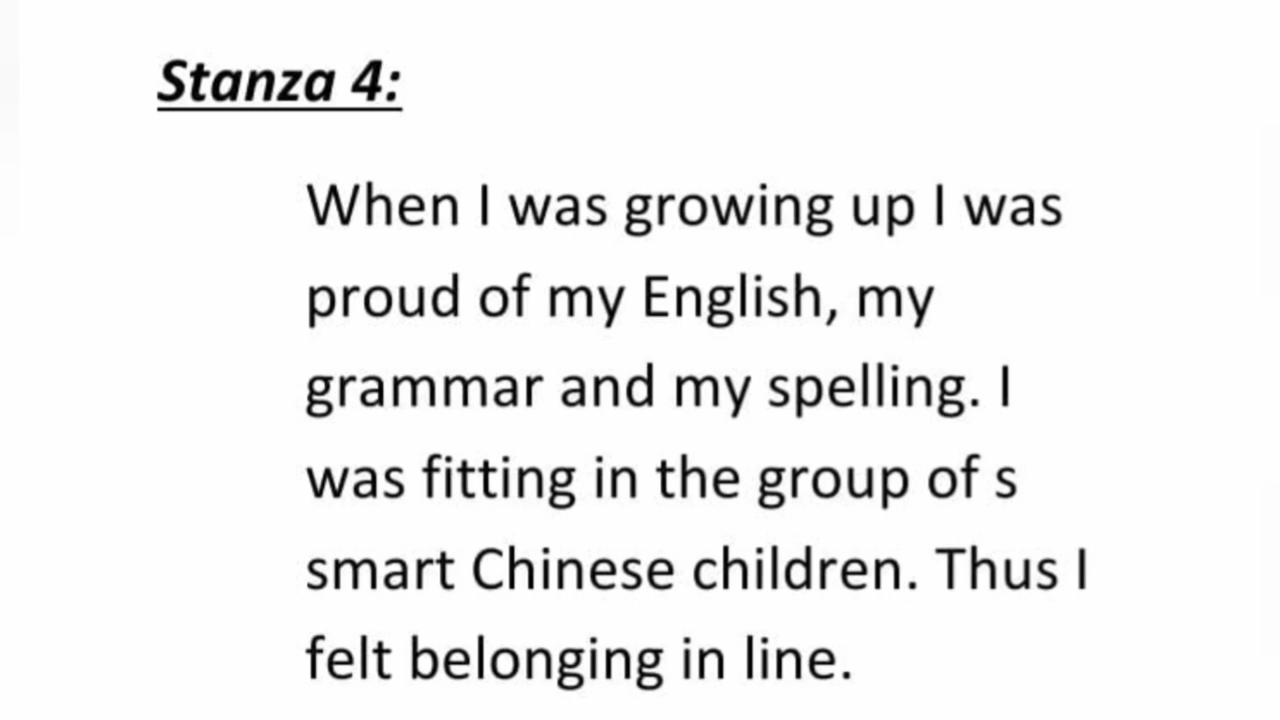 Stanza 4:
When I was growing up I was
proud of my English, my
grammar and my spelling. I
was fitting in the group of s
smart Chinese children. Thus I
felt belonging in line.